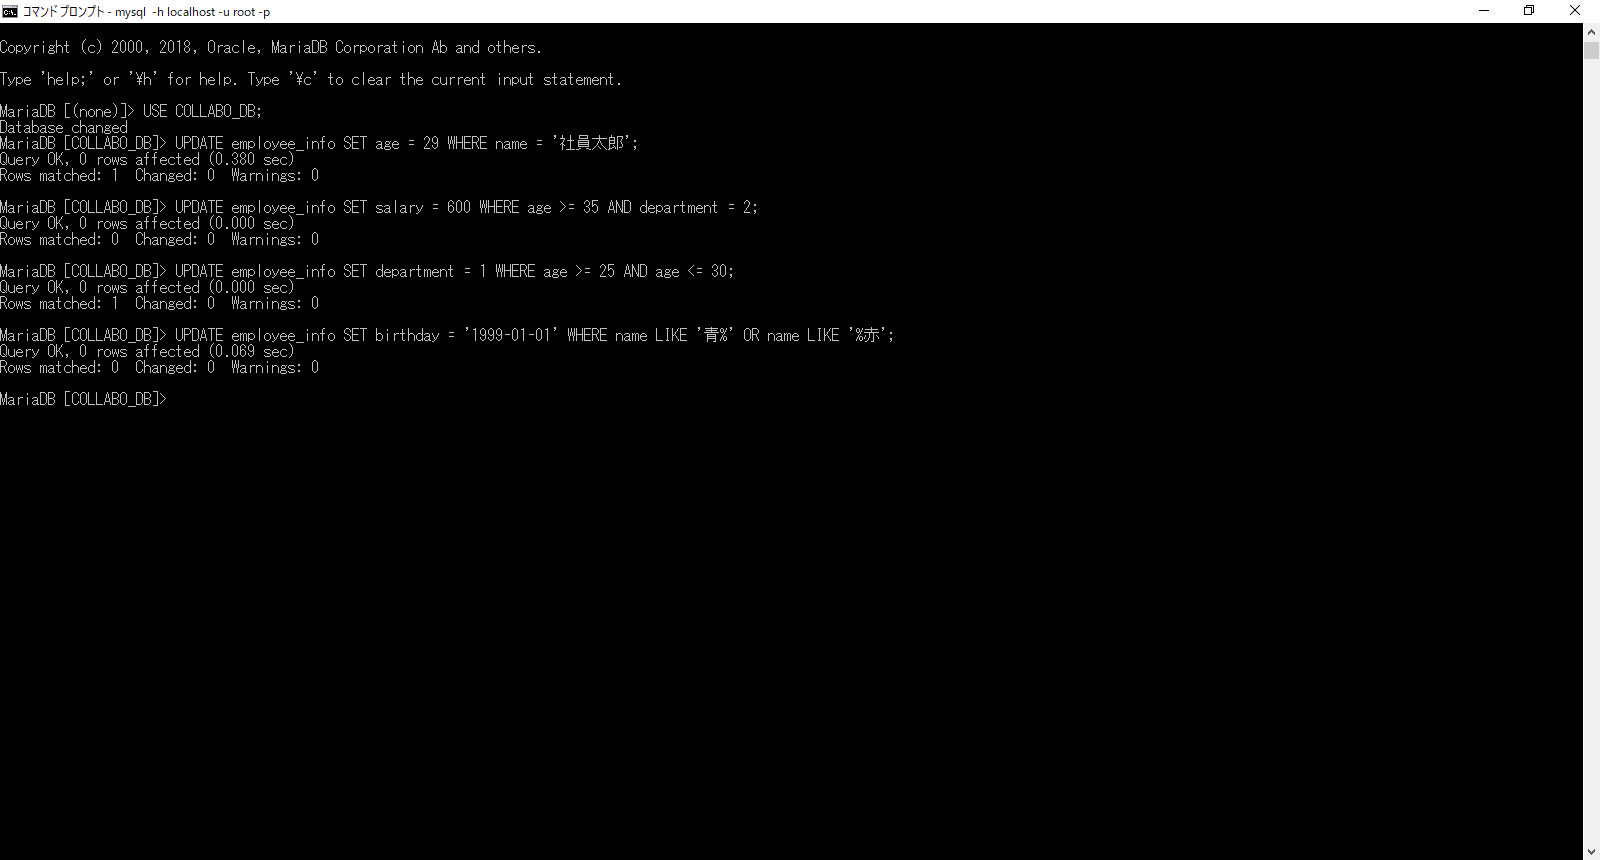 コマンド プロンプト - mysql  -h localhost -u root -p
Copyright (c) 2000, 2018, Oracle, MariaDB Corporation Ab and others.
Type 'help;' or '¥h' for help. Type '¥c' to clear the current input statement.
MariaDB [(none)]> USE COLLABO_DB;
Database changed
MariaDB [COLLABO_DB]> UPDATE employee_info SET age = 29 WHERE name = '社員太郎';
Query OK, 0 rows affected (0.380 sec)
Rows matched: 1  Changed: 0  Warnings: 0
MariaDB [COLLABO_DB]> UPDATE employee_info SET salary = 600 WHERE age >= 35 AND department = 2;
Query OK, 0 rows affected (0.000 sec)
Rows matched: 0  Changed: 0  Warnings: 0
MariaDB [COLLABO_DB]> UPDATE employee_info SET department = 1 WHERE age >= 25 AND age <= 30;
Query OK, 0 rows affected (0.000 sec)
Rows matched: 1  Changed: 0  Warnings: 0
MariaDB [COLLABO_DB]> UPDATE employee_info SET birthday = '1999-01-01' WHERE name LIKE '青%' OR name LIKE '%赤';
Query OK, 0 rows affected (0.069 sec)
Rows matched: 0  Changed: 0  Warnings: 0
MariaDB [COLLABO_DB]>